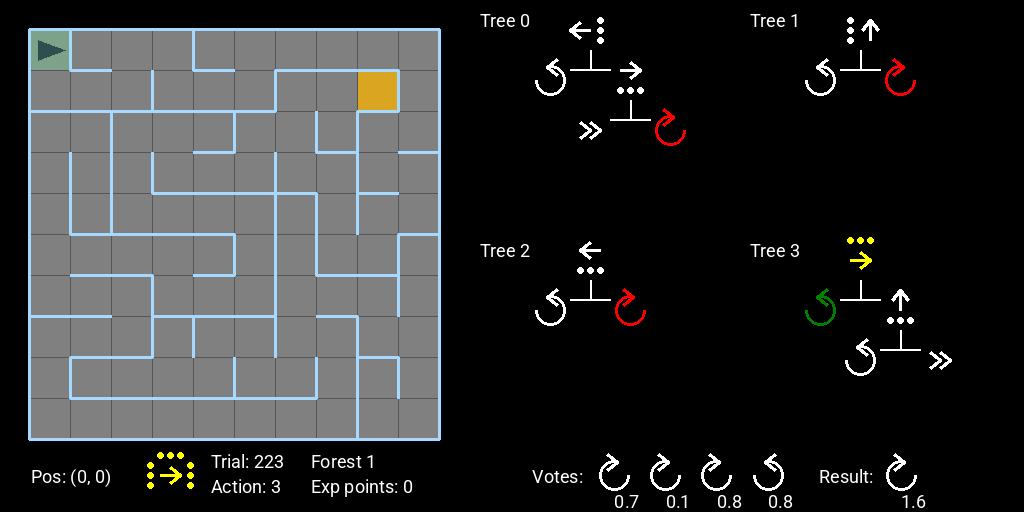 Tree 0
Tree 1
Tree 2
Tree 3
Pos: (0, 0)
Trial: 223
Forest 1
Action: 3
Exp points: 0
Votes:
0.7
0.1
0.8
0.8
Result:
1.6